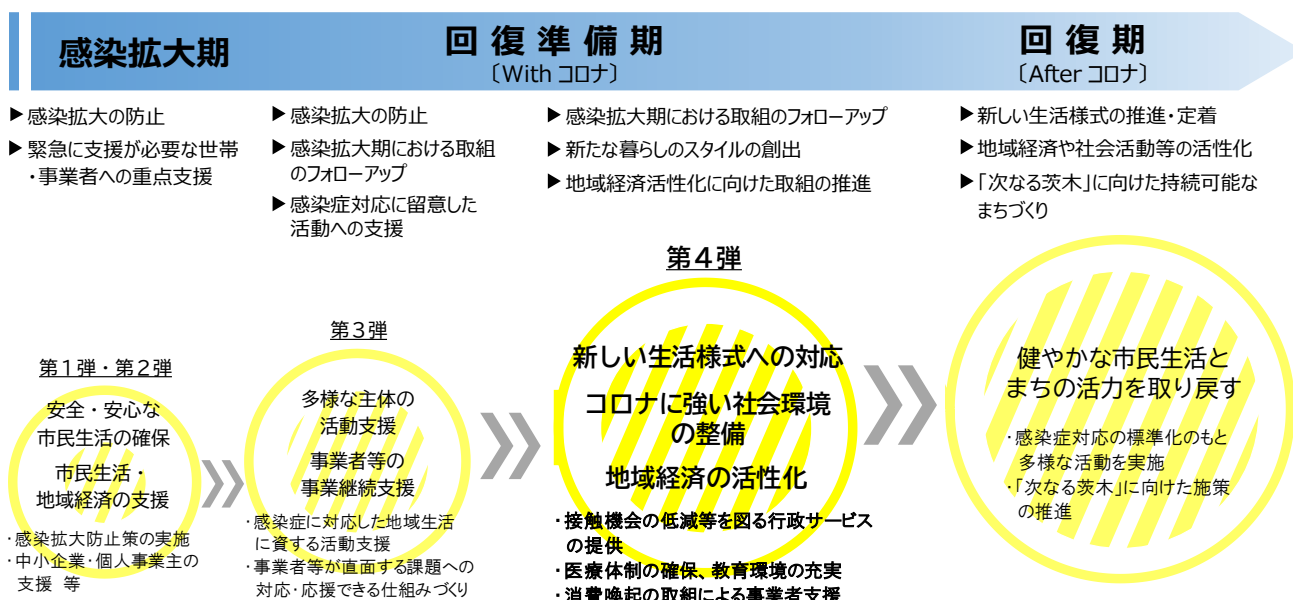 感染拡大期
回復準備期
〔With コロナ〕
回復期
〔After コロナ〕
▶感染拡大の防止
▶緊急に支援が必要な世帯
・事業者への重点支援
▶感染拡大の防止
▶感染拡大期における取組
のフォローアップ
▶感染症対応に留意した
活動への支援
▶感染拡大期における取組のフォローアップ
▶新たな暮らしのスタイルの創出
▶地域経済活性化に向けた取組の推進
▶新しい生活様式の推進・定着
▶地域経済や社会活動等の活性化
▶「次なる茨木」に向けた持続可能な
まちづくり
第１弾・第２弾
安全・安心な
市民生活の確保
市民生活・
地域経済の支援
・感染拡大防止策の実施
・中小企業・個人事業主の
支援 等
第３弾
多様な主体の
活動支援
事業者等の
事業継続支援
・感染症に対応した地域生活
に資する活動支援
・事業者等が直面する課題への
対応・応援できる仕組みづくり
第４弾
新しい生活様式への対応
コロナに強い社会環境
の整備
地域経済の活性化
・接触機会の低減等を図る行政サービス
の提供
・医療体制の確保、教育環境の充実
・消費喚起の取組による事業者支援
健やかな市民生活と
まちの活力を取り戻す
・感染症対応の標準化のもと
多様な活動を実施
・「次なる茨木」に向けた施策
の推進